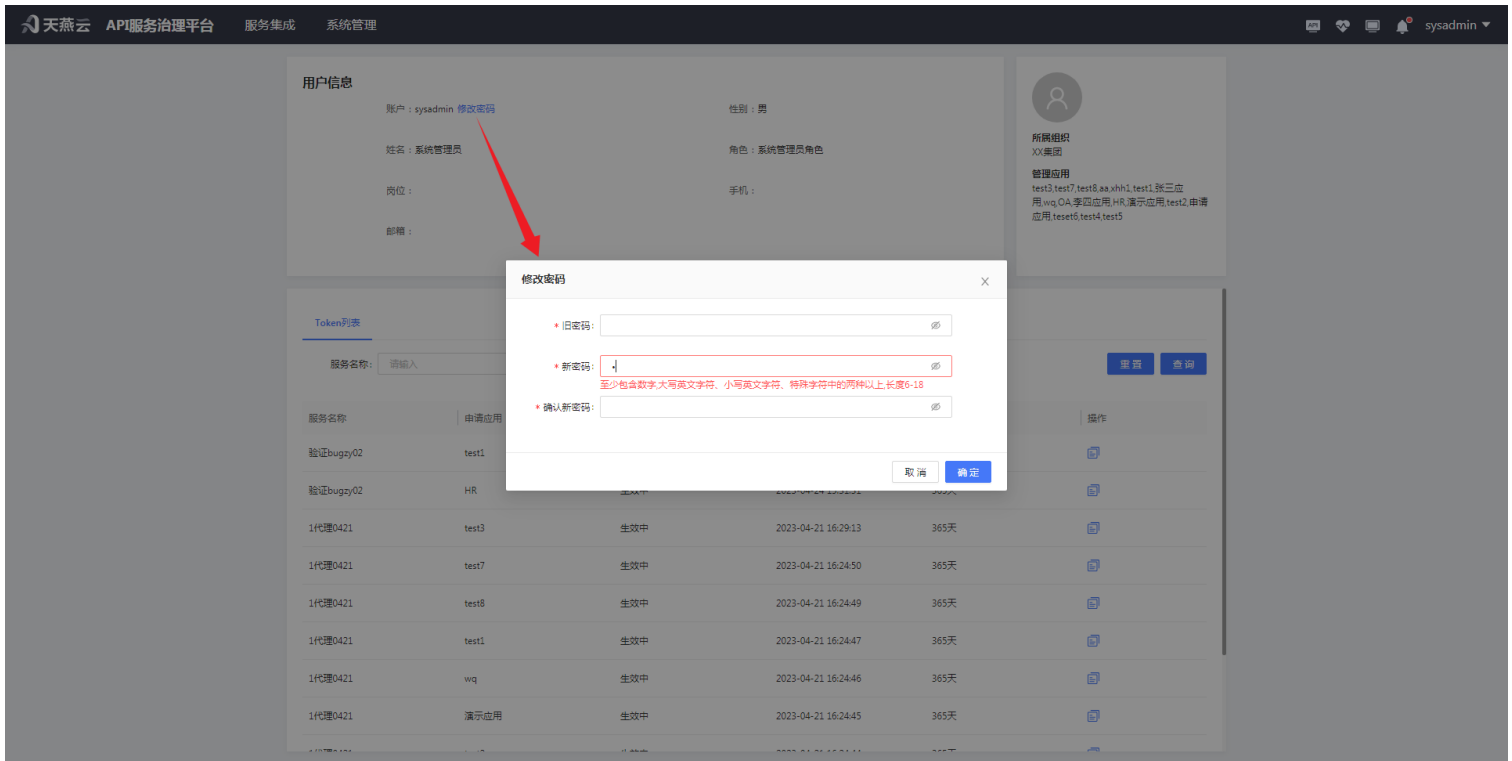 天燕云 API服务治理平台 服务集成 系统管理 API sysadmin
用户信息
账户：sysadmin 修改密码 性别：男
姓名：系统管理员 角色：系统管理员角色
岗位： 手机：
邮箱：
所属组织
XX集团
管理应用
test3,test7,test8,aa,xhh1,test1,张三应
用,wq,OA,李四应用,HR,演示应用,test2,申请
应用,teset6,test4,test5
修改密码
* 旧密码：
* 新密码：
至少包含数字,大写英文字符、小写英文字符、特殊字符中的两种以上,长度6-18
* 确认新密码：
取 消 确 定
Token列表
服务名称： 请输入 重 置 查 询
服务名称 申请应用 操作
验证bugzy02 test1
验证bugzy02 HR 生效中 2023-04-24 15:51:51 365天
1代理0421 test3 生效中 2023-04-21 16:29:13 365天
1代理0421 test7 生效中 2023-04-21 16:24:50 365天
1代理0421 test8 生效中 2023-04-21 16:24:49 365天
1代理0421 test1 生效中 2023-04-21 16:24:47 365天
1代理0421 wq 生效中 2023-04-21 16:24:46 365天
1代理0421 演示应用 生效中 2023-04-21 16:24:45 365天